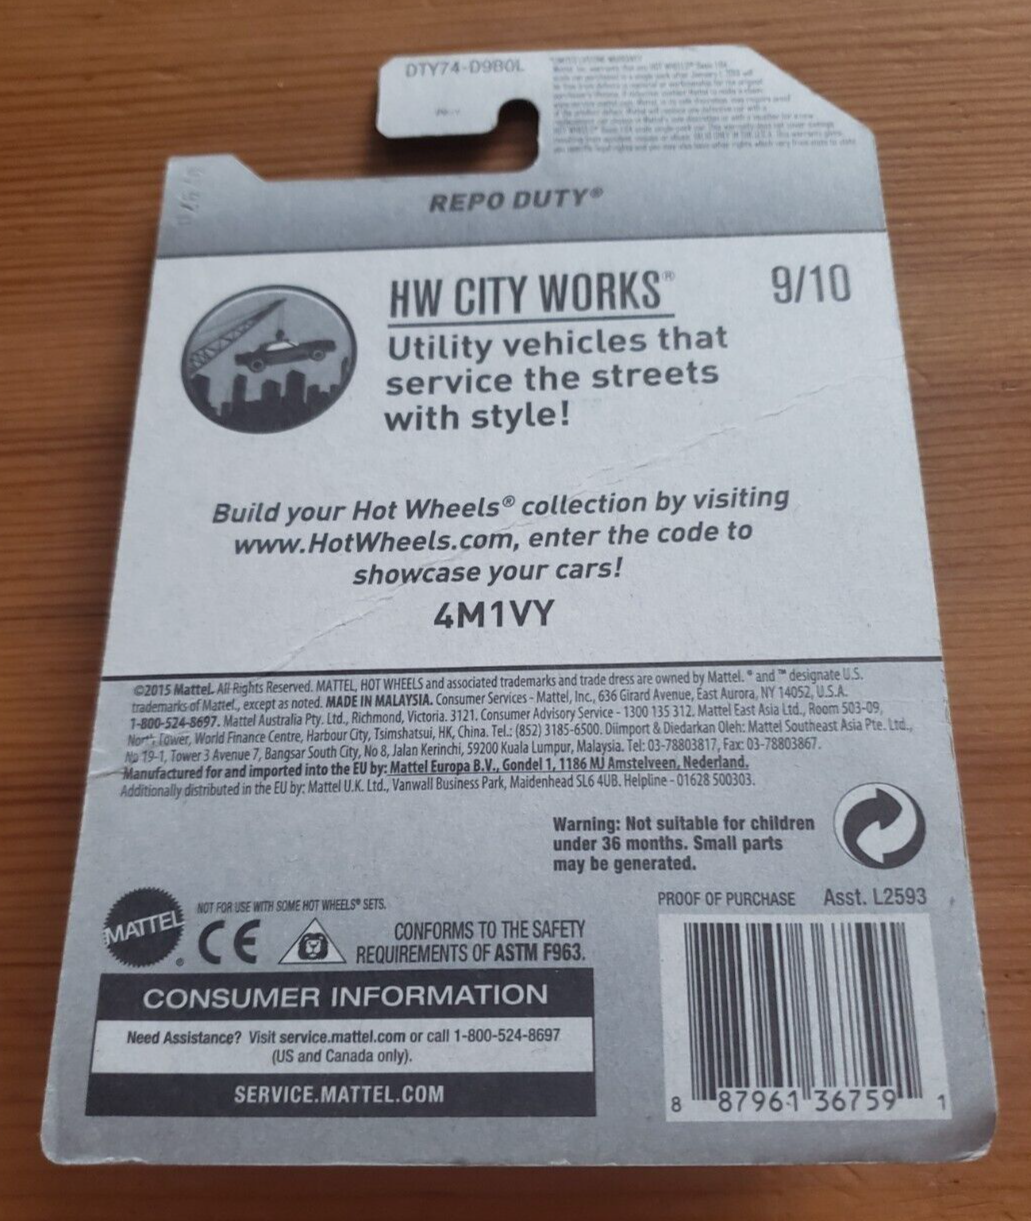 DTY74-D9B0L
REPO DUTY®
HW CITY WORKS®
9/10
Utility vehicles that
service the streets
with style!
Build your Hot Wheels® collection by visiting
www.HotWheels.com, enter the code to
showcase your cars!
4M1VY
©2015 Mattel. All Rights Reserved. MATTEL, HOT WHEELS and associated trademarks and trade dress are owned by Mattel. ® and ™ designate U.S.
trademarks of Mattel, except as noted. MADE IN MALAYSIA. Consumer Services - Mattel, Inc., 636 Girard Avenue, East Aurora, NY 14052, U.S.A.
1-800-524-8697. Mattel Australia Pty. Ltd., Richmond, Victoria. 3121. Consumer Advisory Service - 1300 135 312. Mattel East Asia Ltd., Room 503-09,
North Tower, World Finance Centre, Harbour City, Tsimshatsui, HK, China. Tel.: (852) 3185-6500. Diimport & Diedarkan Oleh: Mattel Southeast Asia Pte. Ltd.,
No 19-1, Tower 3 Avenue 7, Bangsar South City, No 8, Jalan Kerinchi, 59200 Kuala Lumpur, Malaysia. Tel: 03-78803817, Fax: 03-78803867.
Manufactured for and imported into the EU by: Mattel Europa B.V., Gondel 1, 1186 MJ Amstelveen, Nederland.
Additionally distributed in the EU by: Mattel U.K. Ltd., Vanwall Business Park, Maidenhead SL6 4UB. Helpline - 01628 500303.
Warning: Not suitable for children
under 36 months. Small parts
may be generated.
PROOF OF PURCHASE Asst. L2593
MATTEL®
NOT FOR USE WITH SOME HOT WHEELS® SETS.
CE
CONFORMS TO THE SAFETY
REQUIREMENTS OF ASTM F963.
CONSUMER INFORMATION
Need Assistance? Visit service.mattel.com or call 1-800-524-8697
(US and Canada only).
SERVICE.MATTEL.COM
8 87961 36759 1